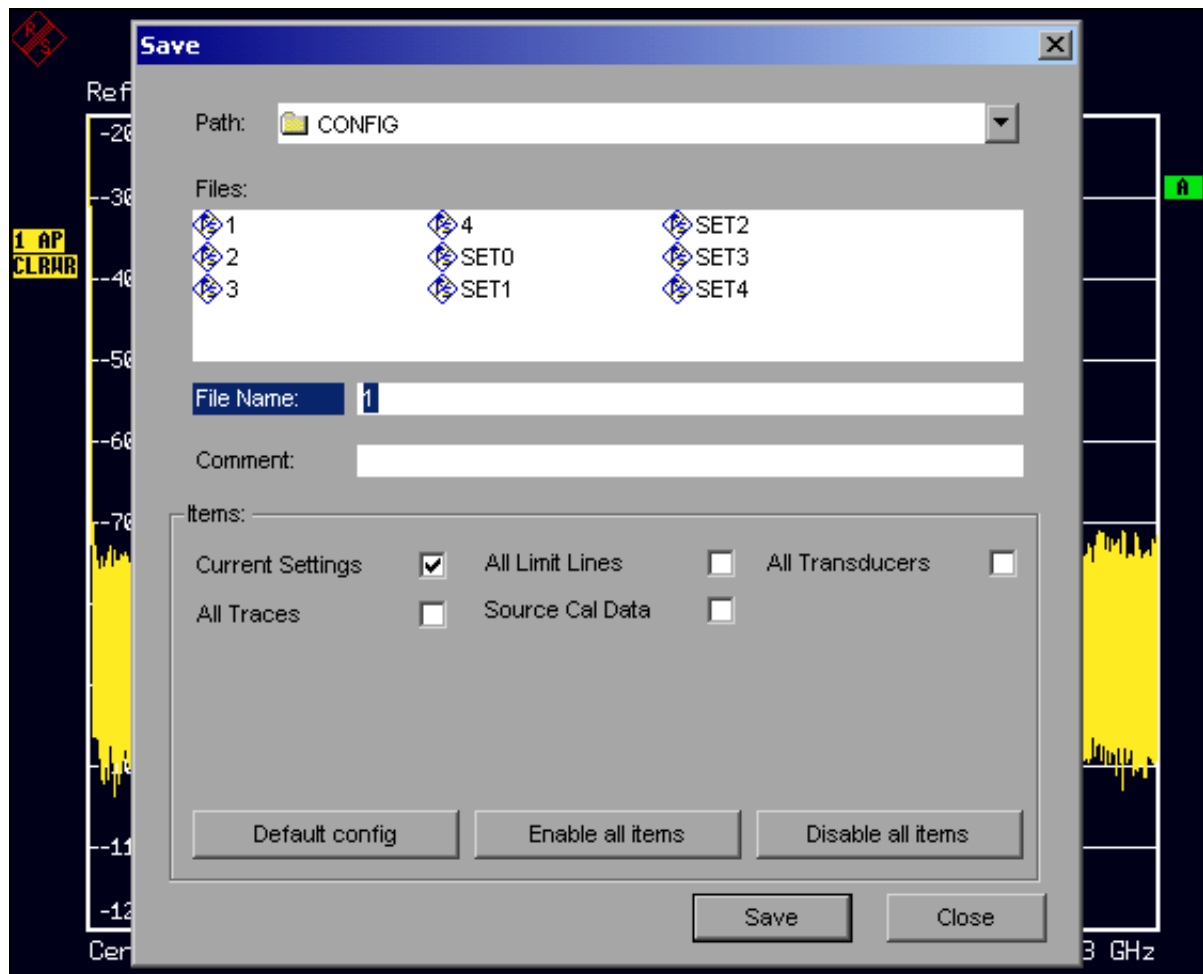 R
S
Save
Ref
Path: CONFIG
-20
Files:
--30
A
1 4 SET2
1 AP
CLRWR
2 SET0 SET3
3 SET1 SET4
--40
--50
File Name: 1
--60
Comment:
Items:
--70
Current Settings All Limit Lines All Transducers
All Traces Source Cal Data
Default config Enable all items Disable all items
--11
-12
Save Close
Cer
GHz